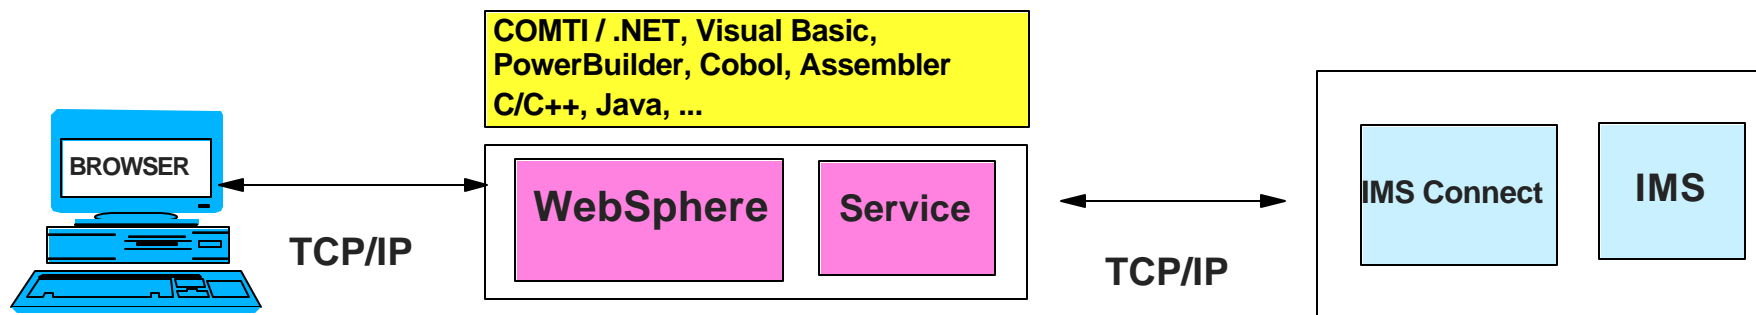 COMTI / .NET, Visual Basic,
PowerBuilder, Cobol, Assembler
C/C++, Java, ...
BROWSER
TCP/IP
WebSphere
Service
TCP/IP
IMS Connect
IMS